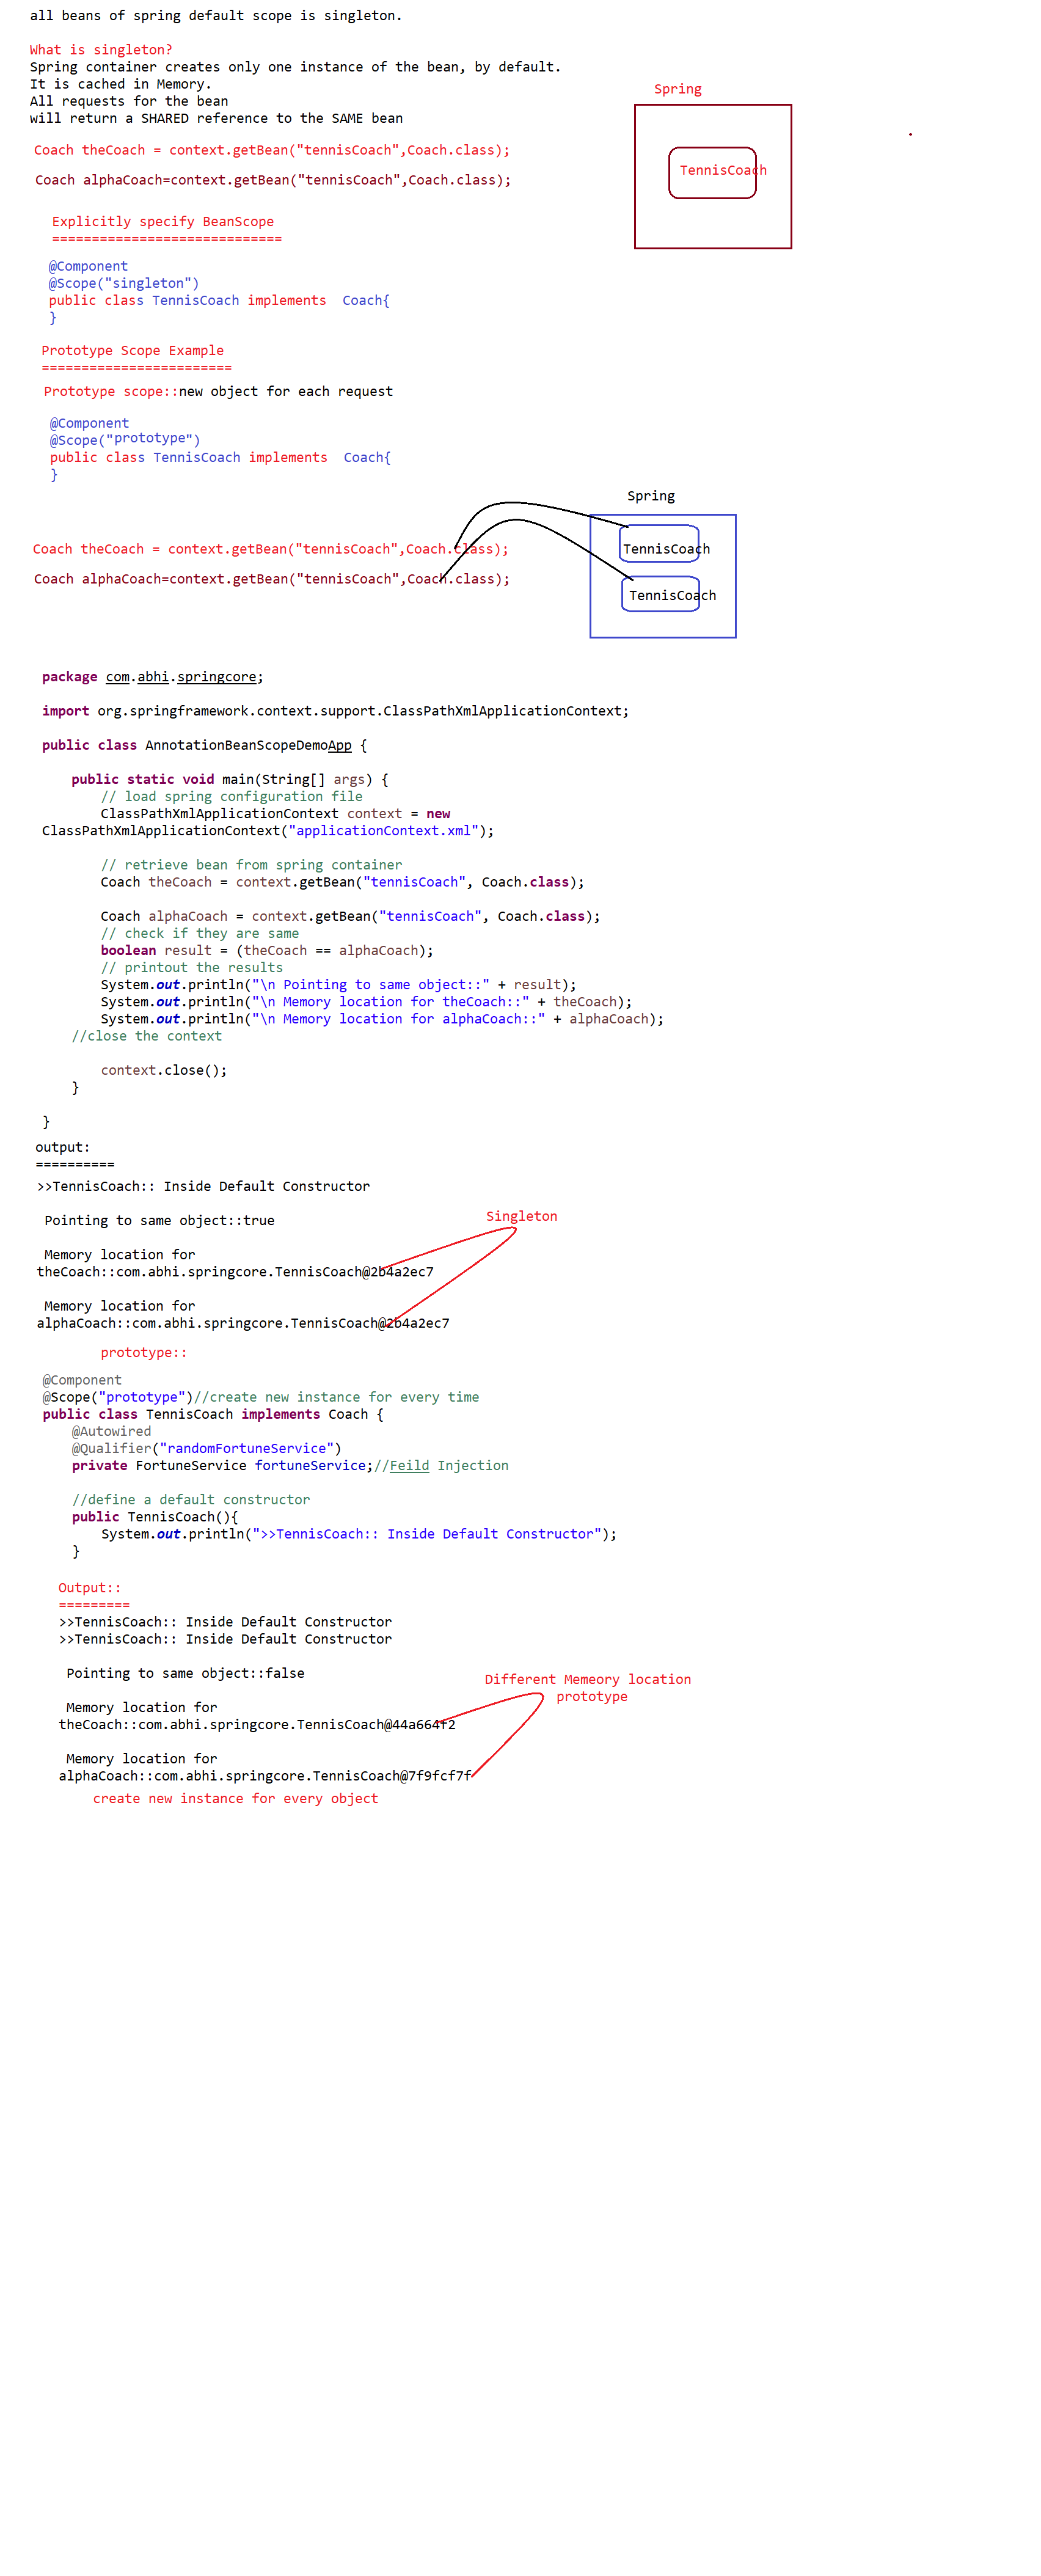 all beans of spring default scope is singleton.
What is singleton?
Spring container creates only one instance of the bean, by default.
It is cached in Memory.
All requests for the bean
will return a SHARED reference to the SAME bean
Spring
TennisCoach
Coach theCoach = context.getBean("tennisCoach",Coach.class);
Coach alphaCoach=context.getBean("tennisCoach",Coach.class);
Explicitly specify BeanScope
=============================
@Component
@Scope("singleton")
public class TennisCoach implements  Coach{
}
Prototype Scope Example
========================
Prototype scope::new object for each request
@Component
@Scope("prototype")
public class TennisCoach implements  Coach{
}
Spring
TennisCoach
TennisCoach
Coach theCoach = context.getBean("tennisCoach",Coach.class);
Coach alphaCoach=context.getBean("tennisCoach",Coach.class);
package com.abhi.springcore;
import org.springframework.context.support.ClassPathXmlApplicationContext;
public class AnnotationBeanScopeDemoApp {
public static void main(String[] args) {
// load spring configuration file
ClassPathXmlApplicationContext context = new
ClassPathXmlApplicationContext("applicationContext.xml");
// retrieve bean from spring container
Coach theCoach = context.getBean("tennisCoach", Coach.class);
Coach alphaCoach = context.getBean("tennisCoach", Coach.class);
// check if they are same
boolean result = (theCoach == alphaCoach);
// printout the results
System.out.println("\n Pointing to same object::" + result);
System.out.println("\n Memory location for theCoach::" + theCoach);
System.out.println("\n Memory location for alphaCoach::" + alphaCoach);
//close the context
context.close();
}
}
output:
==========
>>TennisCoach:: Inside Default Constructor
Pointing to same object::true
Singleton
Memory location for
theCoach::com.abhi.springcore.TennisCoach@2b4a2ec7
Memory location for
alphaCoach::com.abhi.springcore.TennisCoach@2b4a2ec7
prototype::
@Component
@Scope("prototype")//create new instance for every time
public class TennisCoach implements Coach {
@Autowired
@Qualifier("randomFortuneService")
private FortuneService fortuneService;//Feild Injection
//define a default constructor
public TennisCoach(){
System.out.println(">>TennisCoach:: Inside Default Constructor");
}
Output::
=========
>>TennisCoach:: Inside Default Constructor
>>TennisCoach:: Inside Default Constructor
Pointing to same object::false
Different Memeory location
prototype
Memory location for
theCoach::com.abhi.springcore.TennisCoach@44a664f2
Memory location for
alphaCoach::com.abhi.springcore.TennisCoach@7f9fcf7f
create new instance for every object